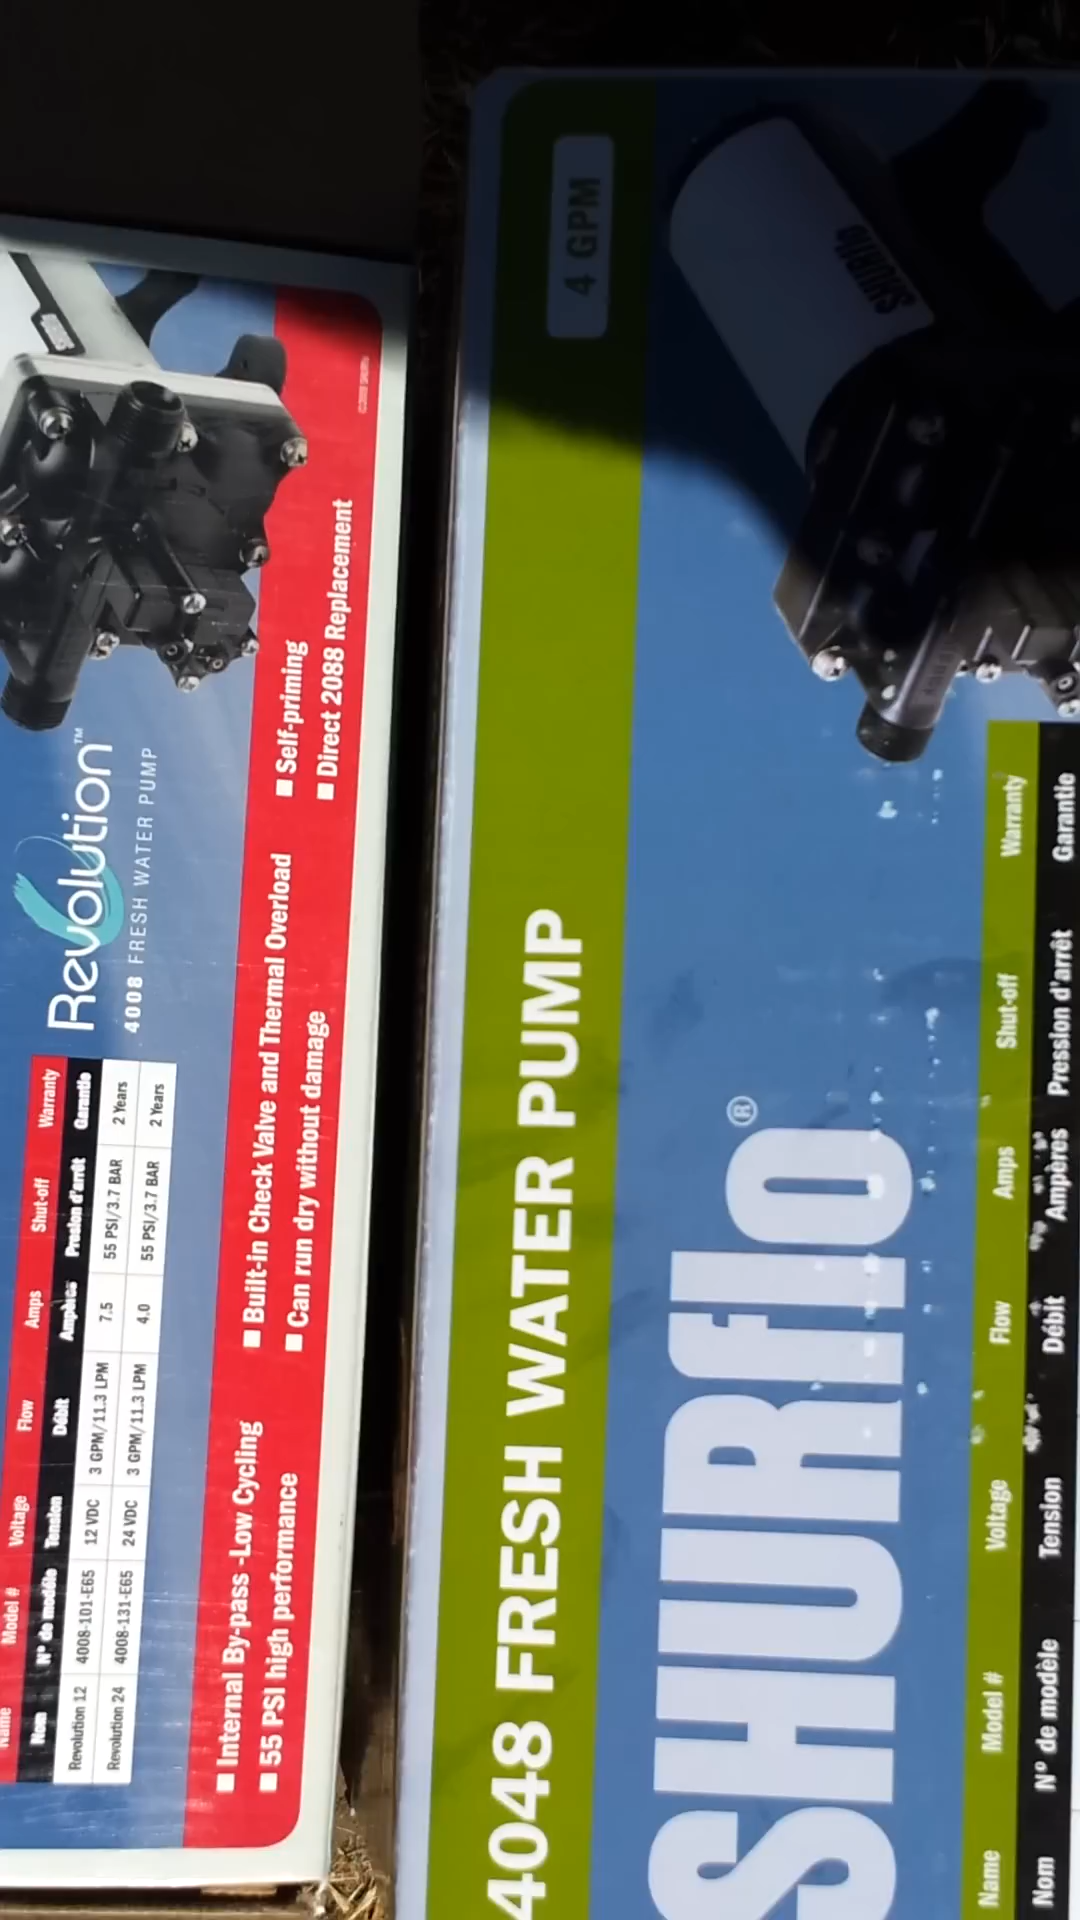 Revolution™
4008 FRESH WATER PUMP
Name Model # Voltage Flow Amps Shut-off Warranty
Nom N° de modèle Tension Débit Ampères Pression d'arrêt Garantie
Revolution 12 4008-101-E65 12 VDC 3 GPM/11.3 LPM 7.5 55 PSI/3.7 BAR 2 Years
Revolution 24 4008-131-E65 24 VDC 3 GPM/11.3 LPM 4.0 55 PSI/3.7 BAR 2 Years
■ Internal By-pass -Low Cycling
■ 55 PSI high performance
■ Built-in Check Valve and Thermal Overload
■ Can run dry without damage
■ Self-priming
■ Direct 2088 Replacement
4048 FRESH WATER PUMP
4 GPM
SHURflo®
SHURflo
Name Model # Voltage Flow Amps Shut-off Warranty
Nom N° de modèle Tension Débit Ampères Pression d'arrêt Garantie